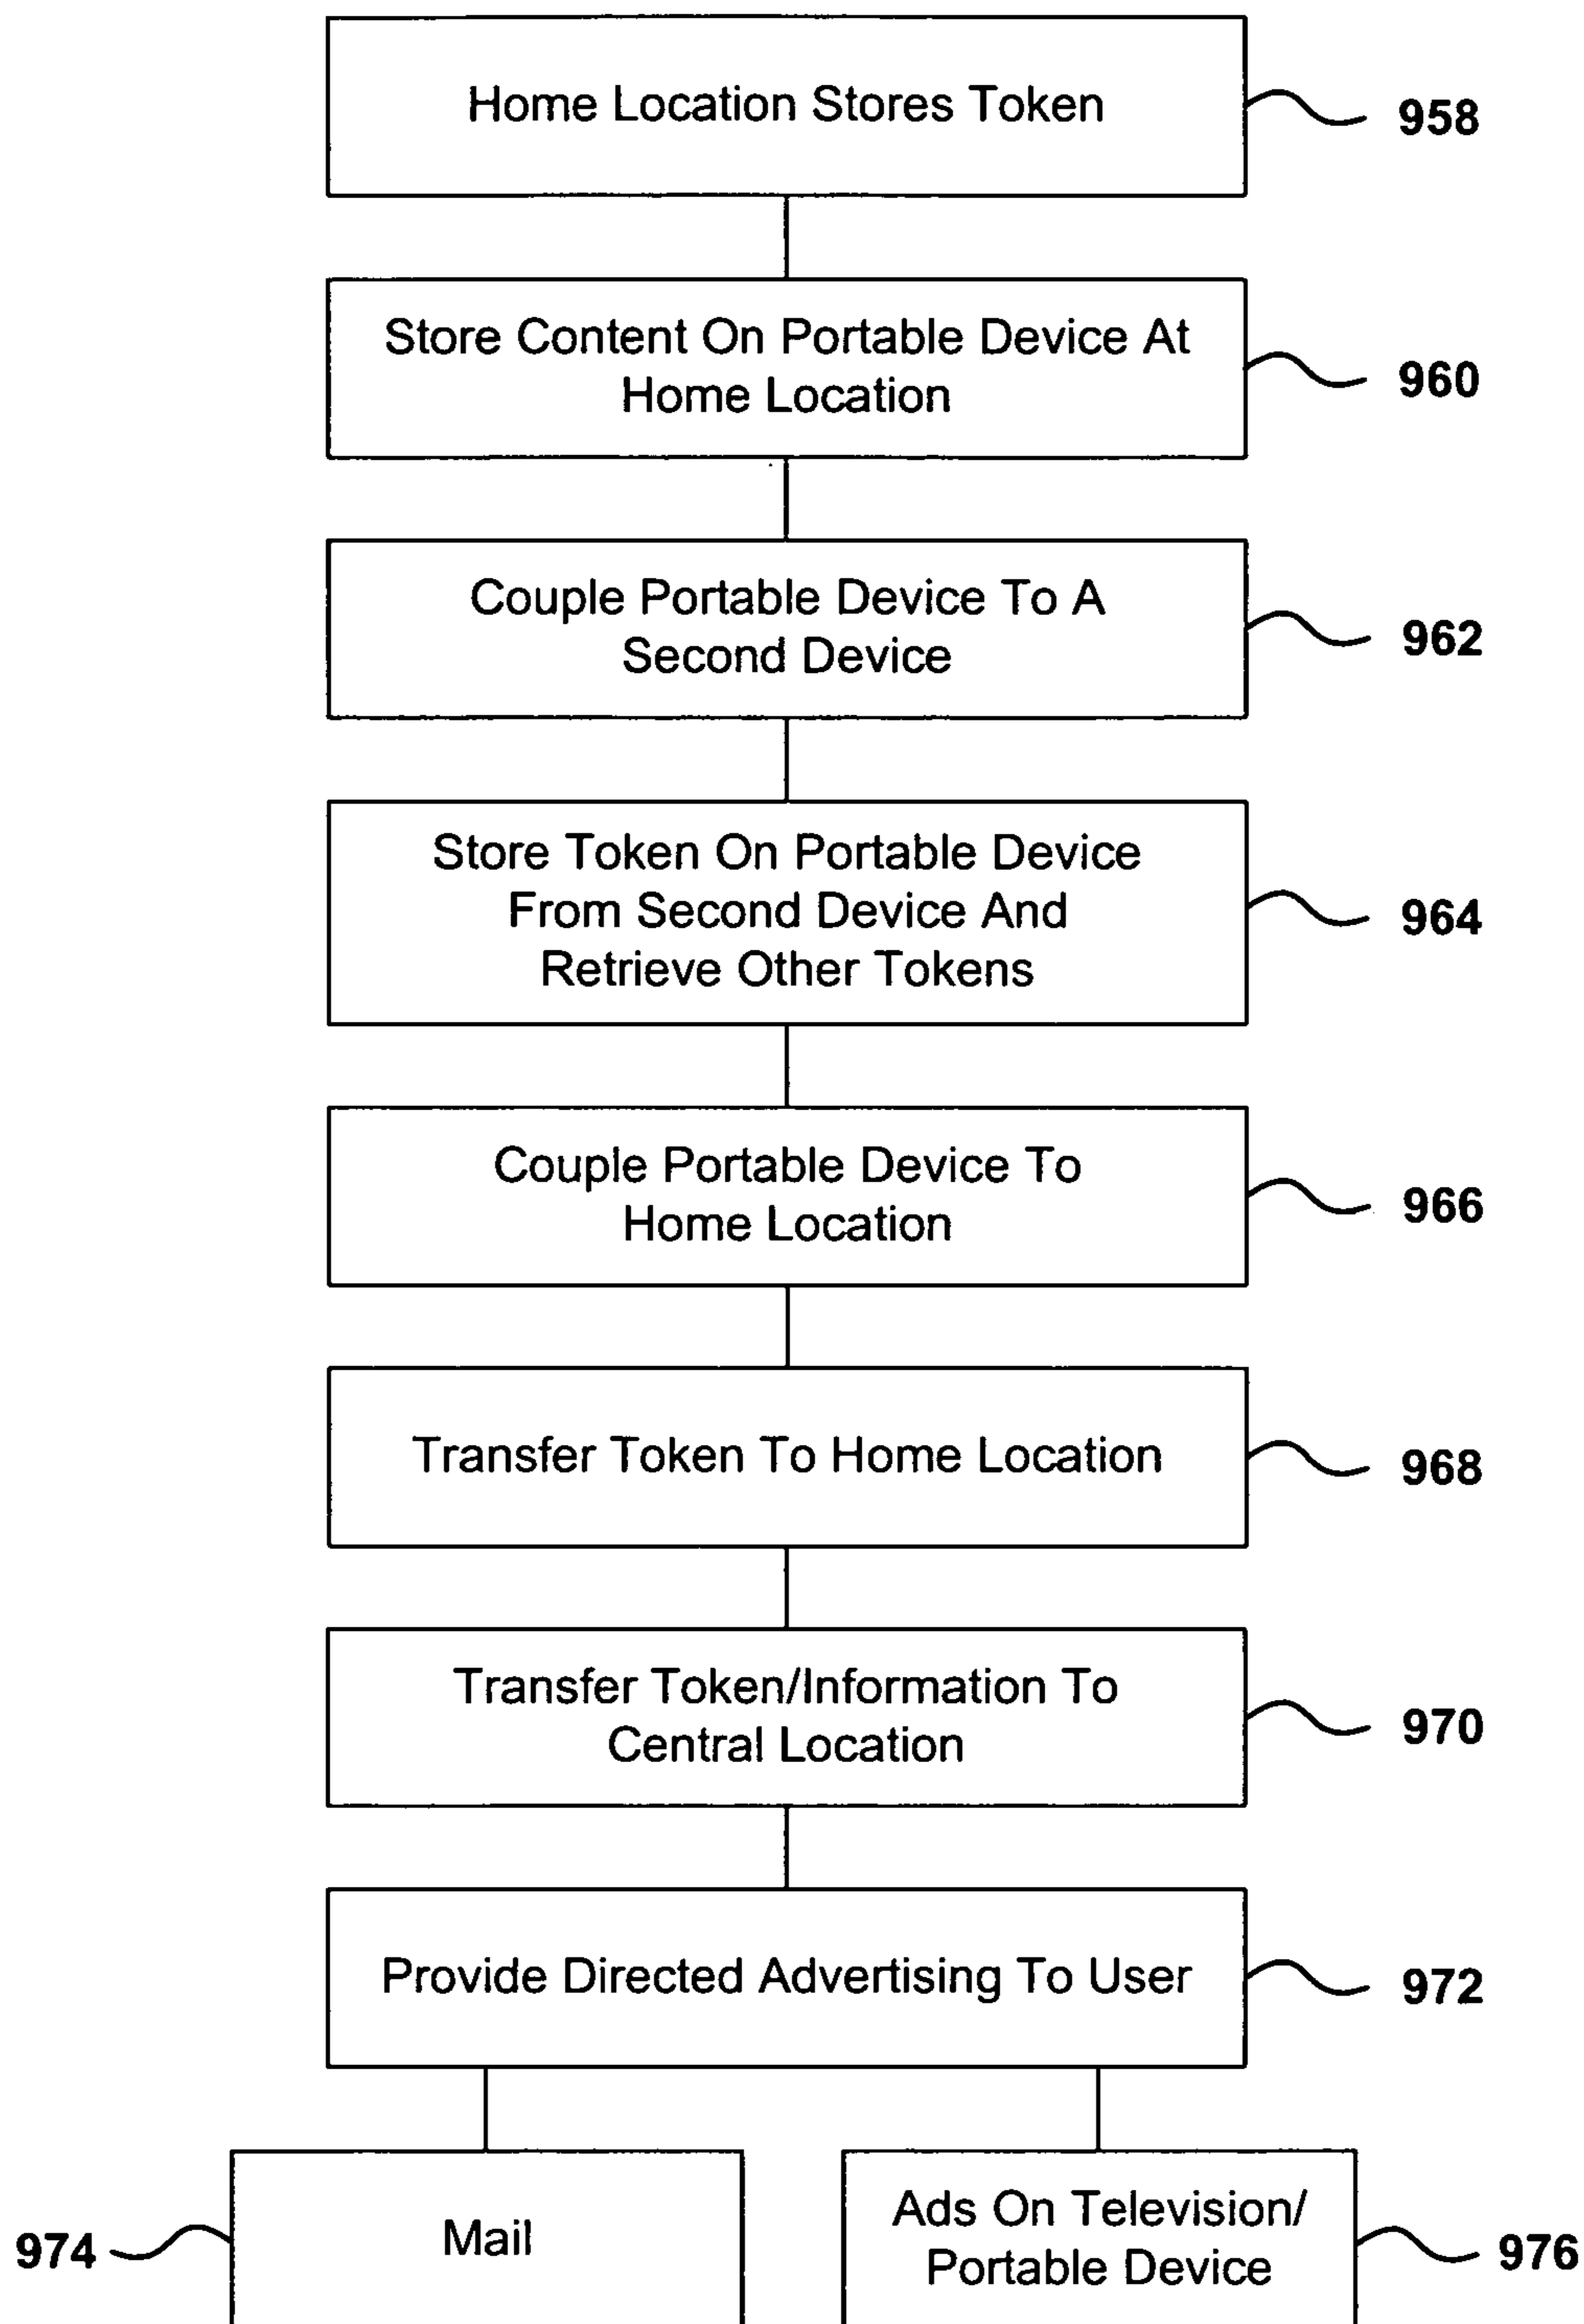 Home Location Stores Token
958
Store Content On Portable Device At
Home Location
960
Couple Portable Device To A
Second Device
962
Store Token On Portable Device
From Second Device And
Retrieve Other Tokens
964
Couple Portable Device To
Home Location
966
Transfer Token To Home Location
968
Transfer Token/Information To
Central Location
970
Provide Directed Advertising To User
972
974
Mail
Ads On Television/
Portable Device
976